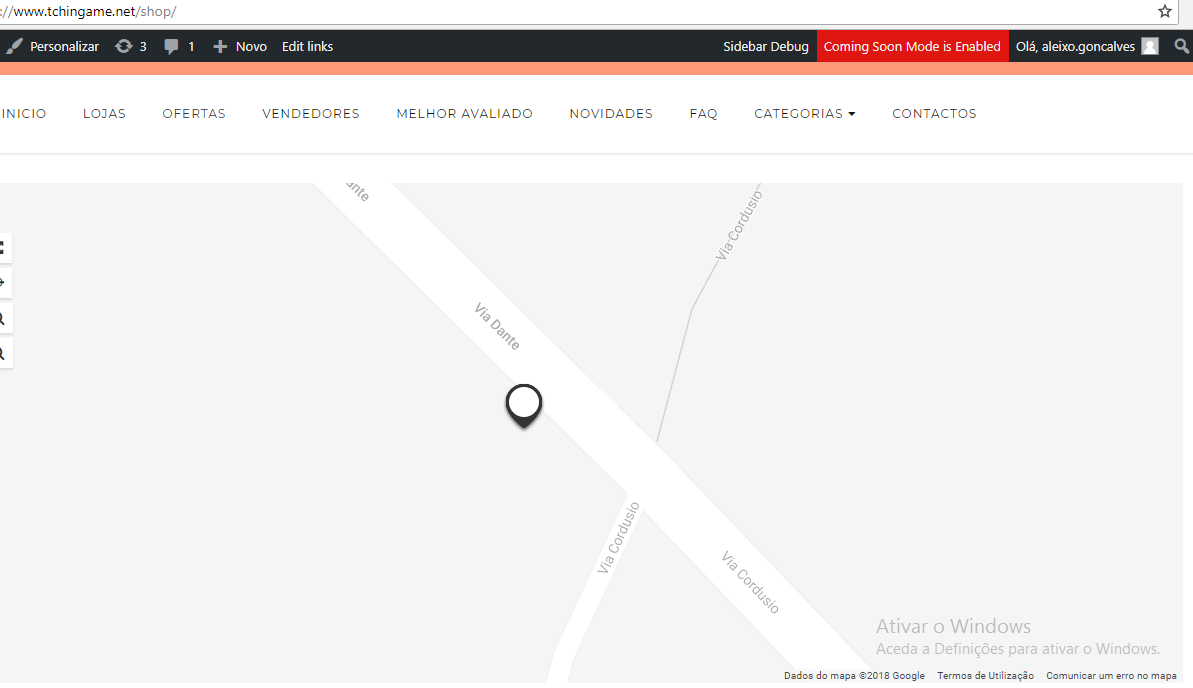 ://www.tchingame.net/shop/
Personalizar 3 1 Novo Edit links Sidebar Debug Coming Soon Mode is Enabled Olá, aleixo.goncalves
INICIO LOJAS OFERTAS VENDEDORES MELHOR AVALIADO NOVIDADES FAQ CATEGORIAS CONTACTOS
ante
Via Cordusio
Via Dante
Via Cordusio
Via Cordusio
Ativar o Windows
Aceda a Definições para ativar o Windows.
Dados do mapa ©2018 Google Termos de Utilização Comunicar um erro no mapa